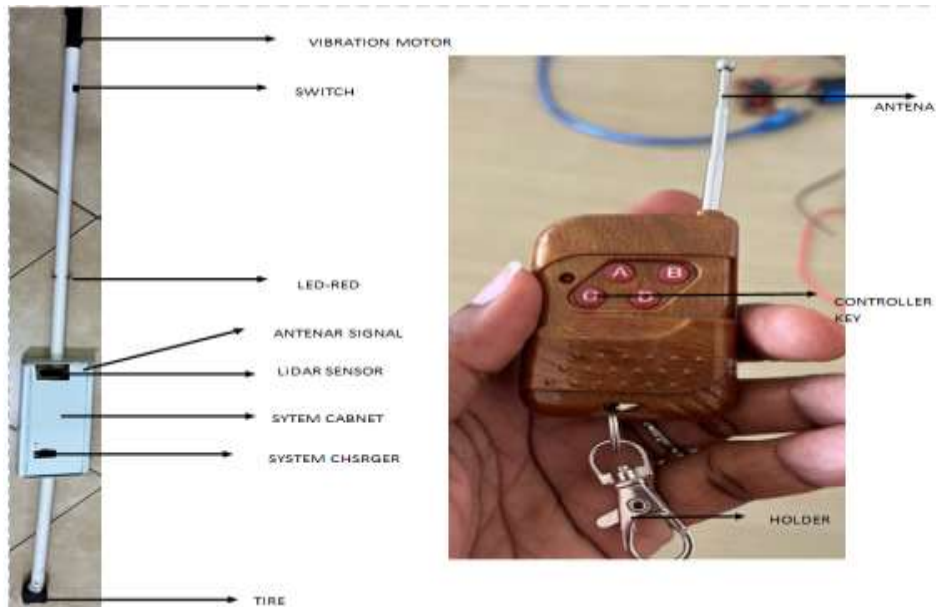 VIBRATION MOTOR
SWITCH
LED-RED
ANTENAR SIGNAL
LiDAR SENSOR
SYTEM CABNET
SYSTEM CHSRGER
TIRE
ANTENA
A B
C D
CONTROLLER
KEY
HOLDER